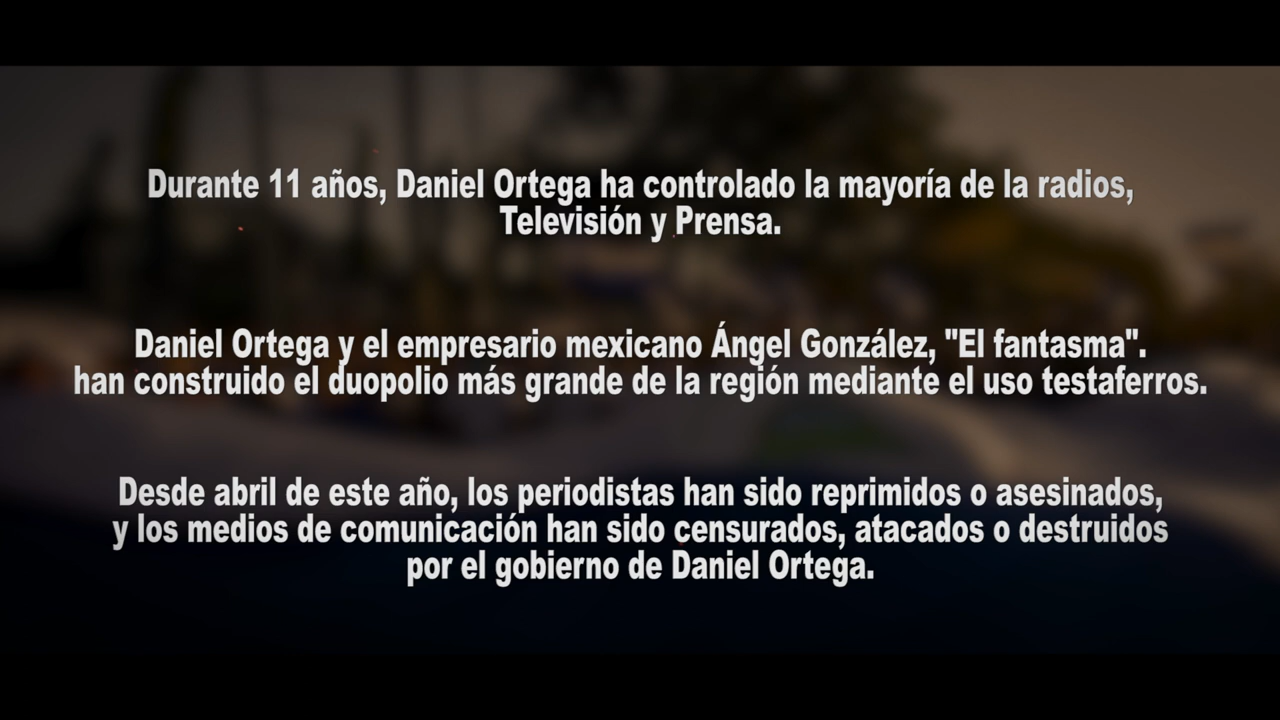 Durante 11 años, Daniel Ortega ha controlado la mayoría de la radios,
Televisión y Prensa.
Daniel Ortega y el empresario mexicano Ángel González, "El fantasma".
han construido el duopolio más grande de la región mediante el uso testaferros.
Desde abril de este año, los periodistas han sido reprimidos o asesinados,
y los medios de comunicación han sido censurados, atacados o destruidos
por el gobierno de Daniel Ortega.